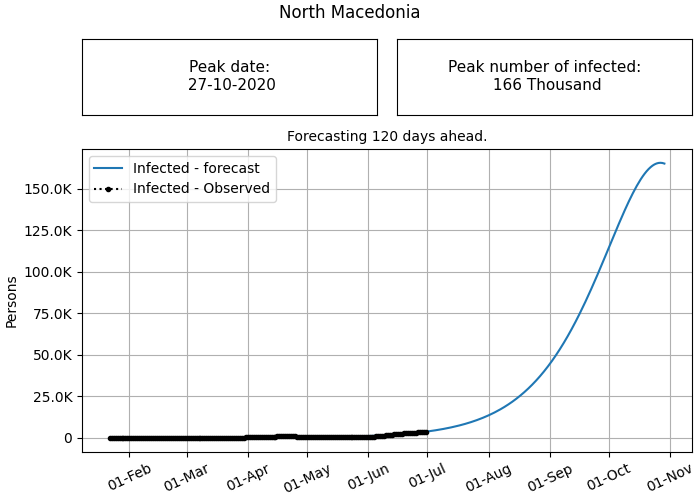 North Macedonia
Peak date:
27-10-2020
Peak number of infected:
166 Thousand
Forecasting 120 days ahead.
Infected - forecast
Infected - Observed
150.0K
125.0K
100.0K
75.0K
50.0K
25.0K
0
Persons
01-Feb
01-Mar
01-Apr
01-May
01-Jun
01-Jul
01-Aug
01-Sep
01-Oct
01-Nov